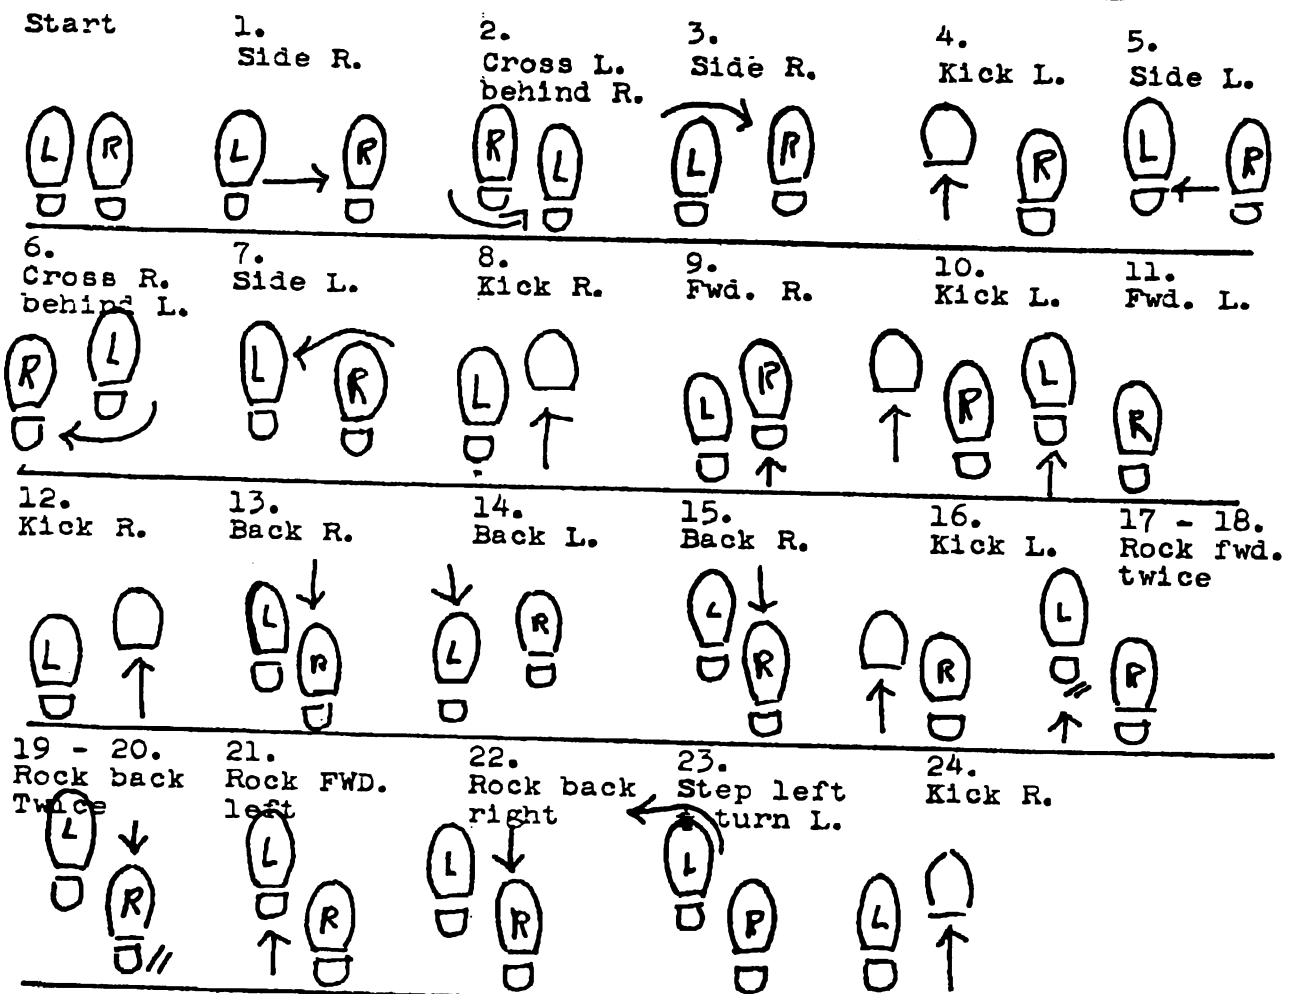 Start
L R
1.
Side R.
L R
2.
Cross L.
behind R.
R L
3.
Side R.
L R
4.
Kick L.
R
5.
Side L.
L R
6.
Cross R.
behind L.
R L
7.
Side L.
L R
8.
Kick R.
L
9.
Fwd. R.
L R
10.
Kick L.
R
11.
Fwd. L.
L R
12.
Kick R.
L
13.
Back R.
L R
14.
Back L.
L R
15.
Back R.
L R
16.
Kick L.
R
17 - 18.
Rock fwd.
twice
L R
19 - 20.
Rock back
Twice
L R
21.
Rock FWD.
left
L R
22.
Rock back
right
L R
23.
Step left
turn L.
L R
24.
Kick R.
L